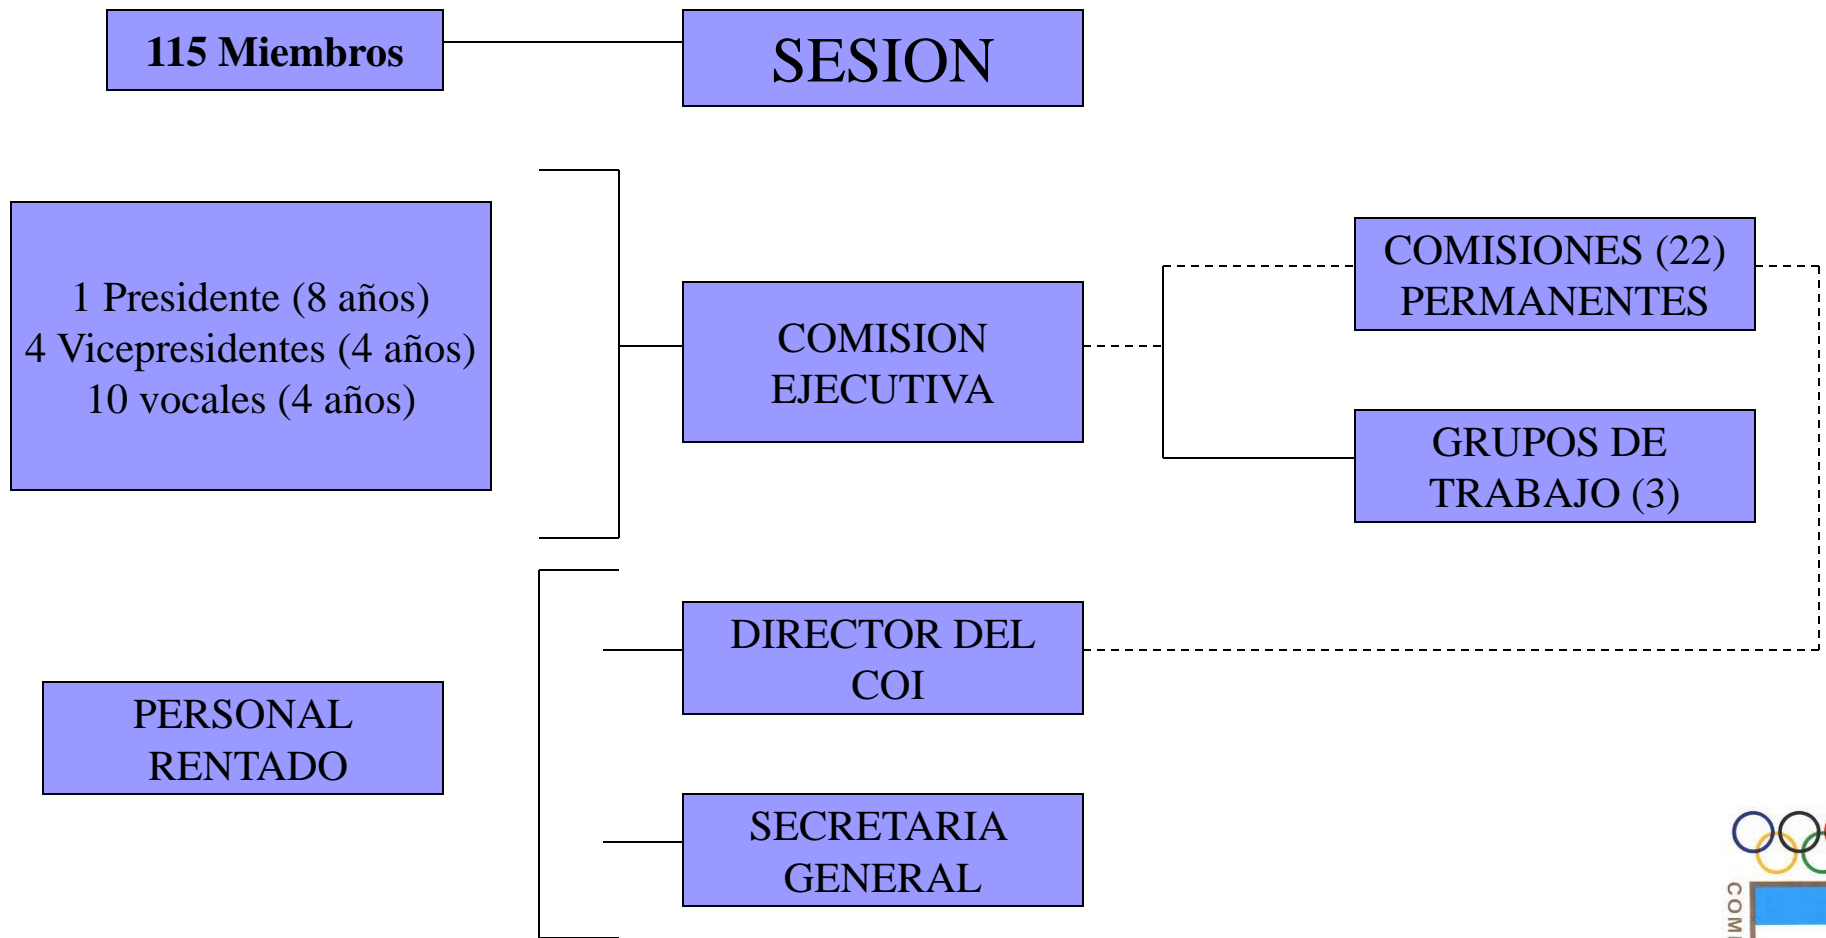 115 Miembros
SESION
1 Presidente (8 años)
4 Vicepresidentes (4 años)
10 vocales (4 años)
COMISION
EJECUTIVA
COMISIONES (22)
PERMANENTES
GRUPOS DE
TRABAJO (3)
PERSONAL
RENTADO
DIRECTOR DEL
COI
SECRETARIA
GENERAL